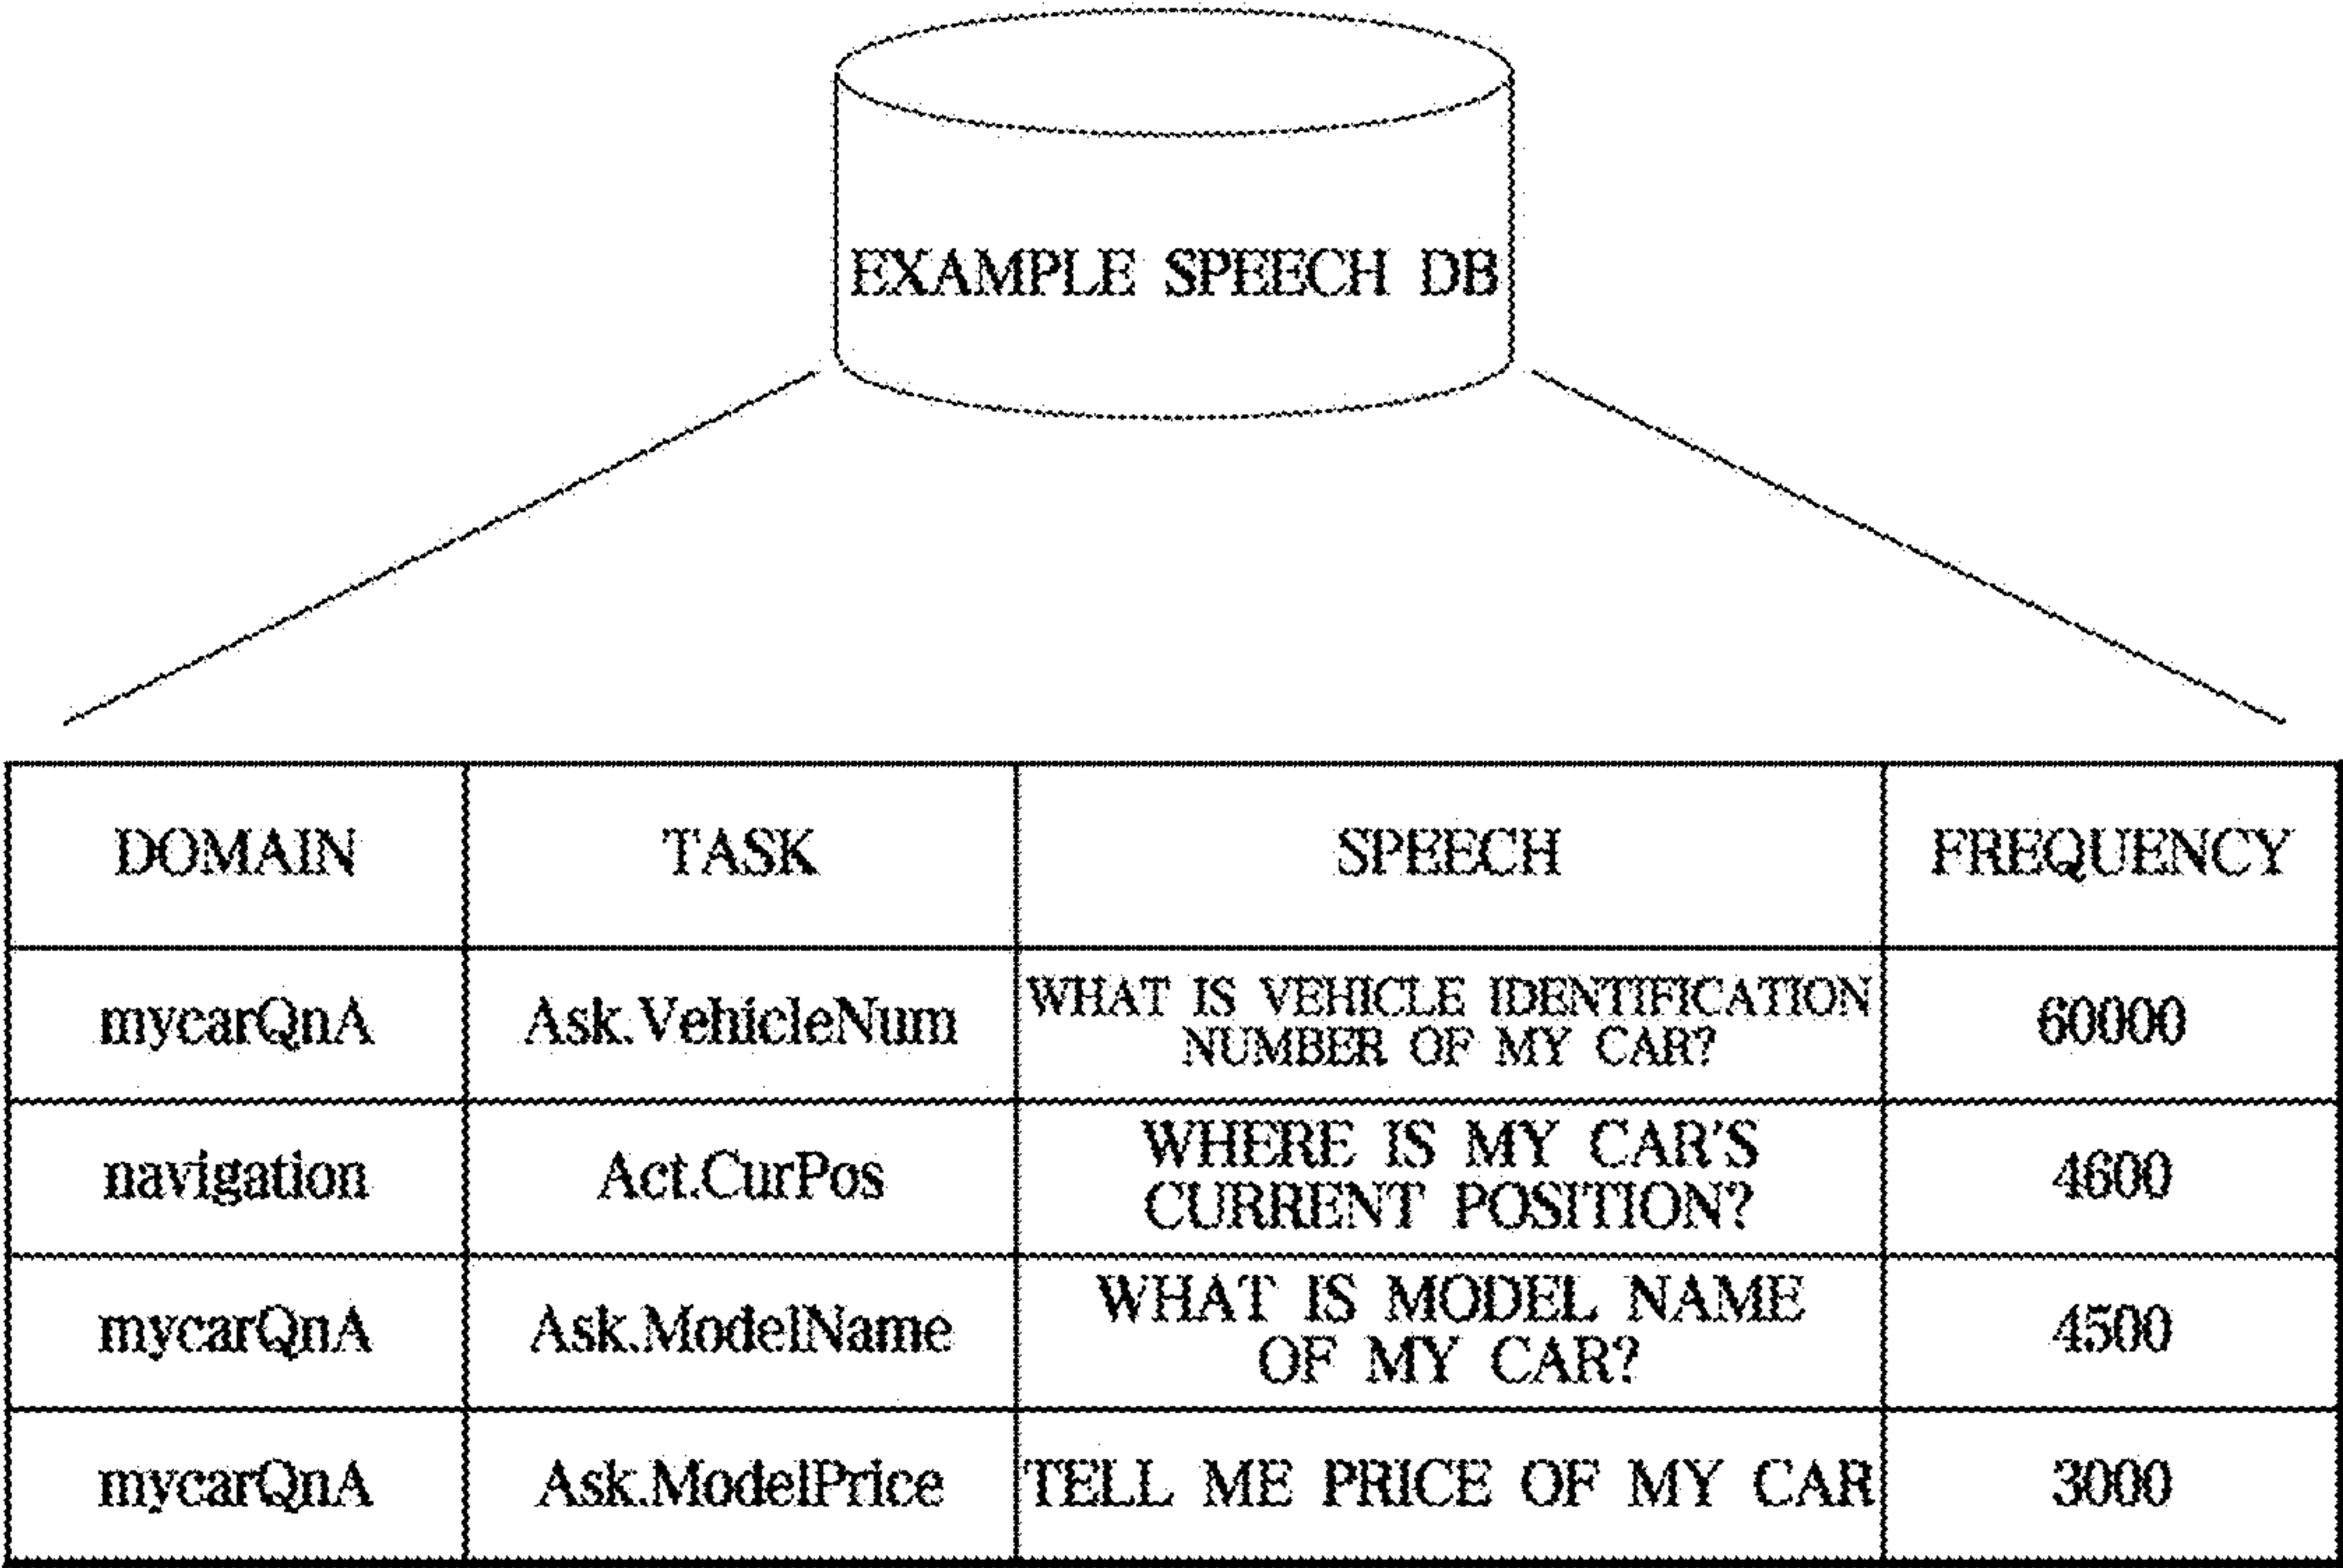 EXAMPLE SPEECH DB
DOMAIN TASK SPEECH FREQUENCY
mycarQnA Ask.VehicleNum WHAT IS VEHICLE IDENTIFICATION
NUMBER OF MY CAR? 60000
navigation Act.CurPos WHERE IS MY CAR'S
CURRENT POSITION? 4600
mycarQnA Ask.ModelName WHAT IS MODEL NAME
OF MY CAR? 4500
mycarQnA Ask.ModelPrice TELL ME PRICE OF MY CAR 3000